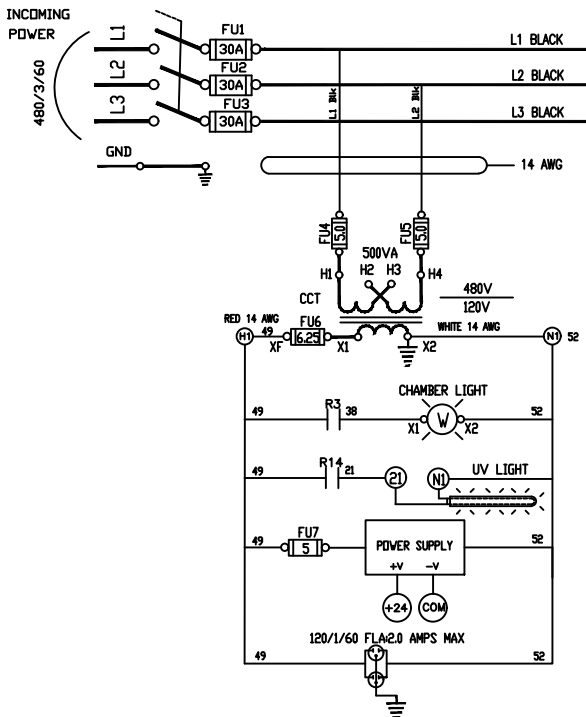 INCOMING
POWER
480/3/60
L1
L2
L3
FU1
30A
FU2
30A
FU3
30A
L1 BLACK
L2 BLACK
L3 BLACK
L1 Blk
L2 Blk
GND
14 AWG
FU4
5.0
FU5
5.0
500VA
H1
H2
H3
H4
CCT
480V
120V
RED 14 AWG
H1
49
XF
FU6
6.25
X1
X2
WHITE 14 AWG
N1
52
CHAMBER LIGHT
49
R3
38
X1
W
X2
52
49
R14
21
21
N1
UV LIGHT
49
FU7
5
POWER SUPPLY
+V
-V
52
+24
COM
120/1/60 FLA:2.0 AMPS MAX
49
52